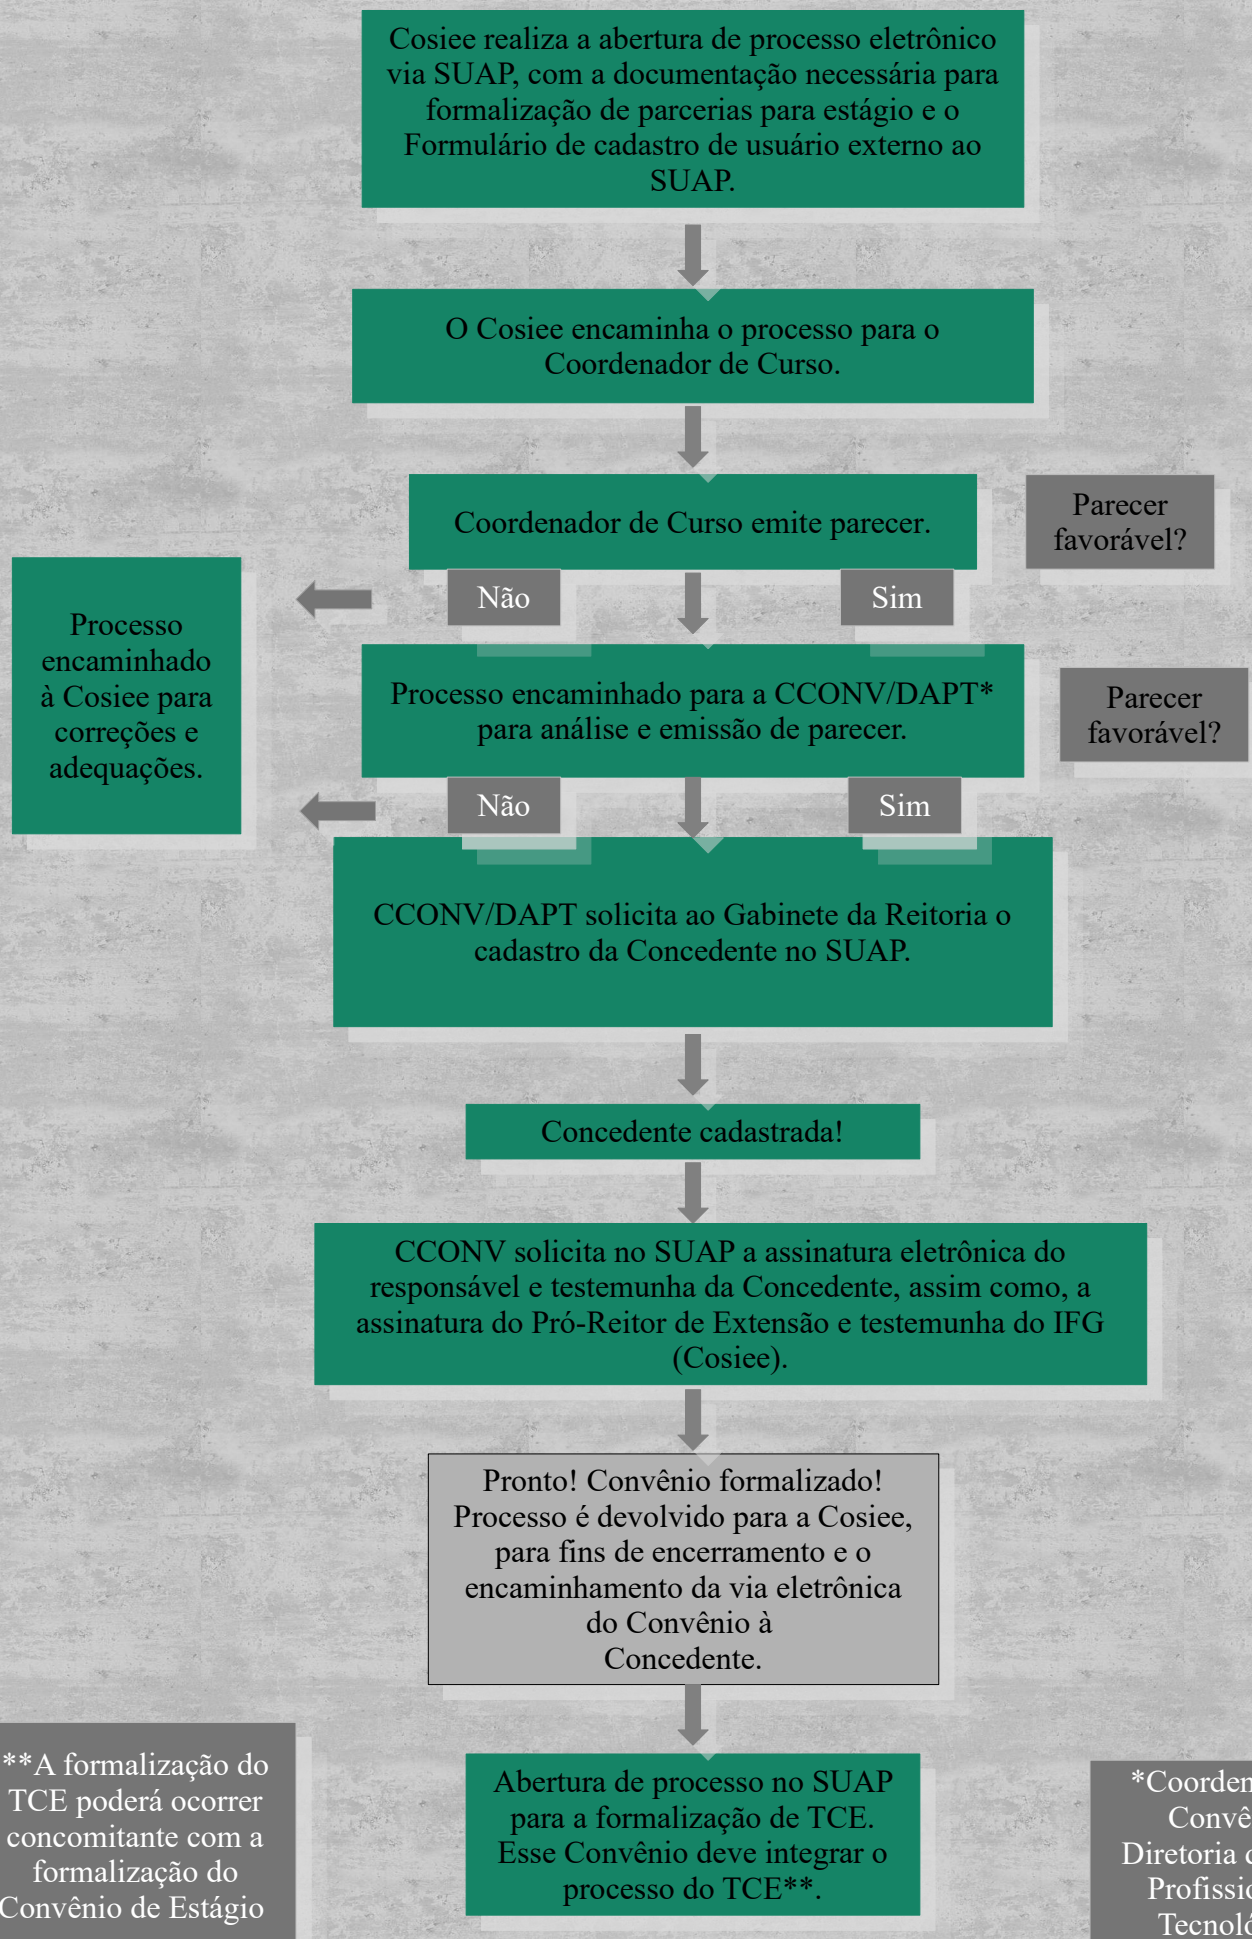 Cosiee realiza a abertura de processo eletrônico
via SUAP, com a documentação necessária para
formalização de parcerias para estágio e o
Formulário de cadastro de usuário externo ao
SUAP.
O Cosiee encaminha o processo para o
Coordenador de Curso.
Coordenador de Curso emite parecer.
Parecer
favorável?
Não
Sim
Processo
encaminhado
à Cosiee para
correções e
adequações.
Processo encaminhado para a CCONV/DAPT*
para análise e emissão de parecer.
Parecer
favorável?
Não
Sim
CCONV/DAPT solicita ao Gabinete da Reitoria o
cadastro da Concedente no SUAP.
Concedente cadastrada!
CCONV solicita no SUAP a assinatura eletrônica do
responsável e testemunha da Concedente, assim como, a
assinatura do Pró-Reitor de Extensão e testemunha do IFG
(Cosiee).
Pronto! Convênio formalizado!
Processo é devolvido para a Cosiee,
para fins de encerramento e o
encaminhamento da via eletrônica
do Convênio à
Concedente.
**A formalização do
TCE poderá ocorrer
concomitante com a
formalização do
Convênio de Estágio
Abertura de processo no SUAP
para a formalização de TCE.
Esse Convênio deve integrar o
processo do TCE**.
Diretoria